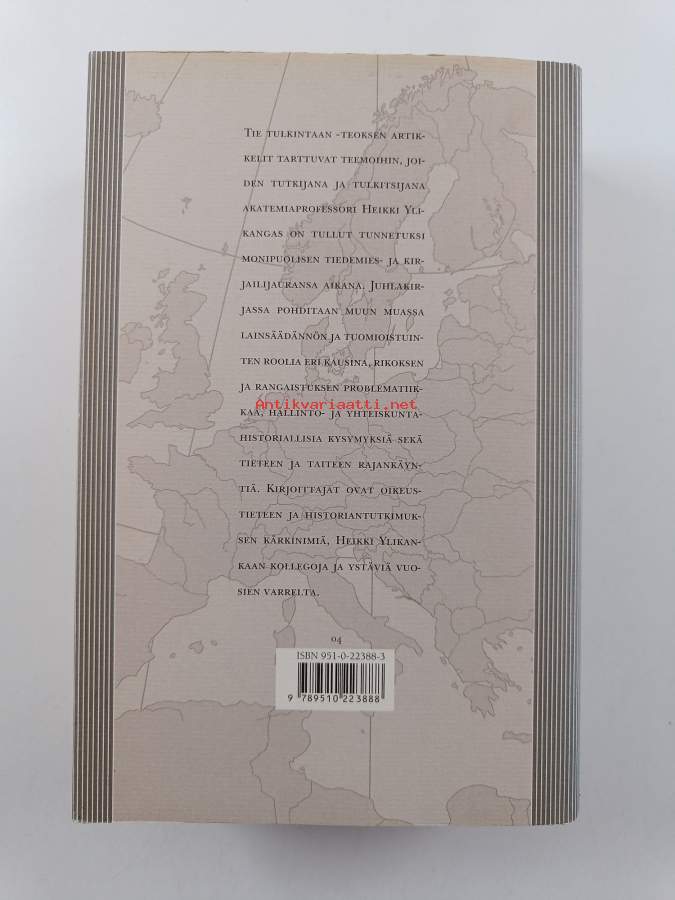 Tie tulkintaan -teoksen artik-
kelit tarttuvat teemoihin, joi-
den tutkijana ja tulkitsijana
akatemiaprofessori Heikki Yli-
kangas on tullut tunnetuksi
monipuolisen tiedemies- ja kir-
jailijauransa aikana. Juhlakir-
jassa pohditaan muun muassa
lainsäädännön ja tuomioistuin-
ten roolia eri kausina, rikoksen
ja rangaistuksen problematiik-
Antikvariaatti.net
kaa, hallinto- ja yhteiskunta-
historiallisia kysymyksiä sekä
tieteen ja taiteen rajankäyn-
tiä. Kirjoittajat ovat oikeus-
tieteen ja historiantutkimuk-
sen kärkinimiä, Heikki Ylikan-
kaan kollegoja ja ystäviä vuo-
sien varrelta.
04
ISBN 951-0-22388-3
9 789510 223888